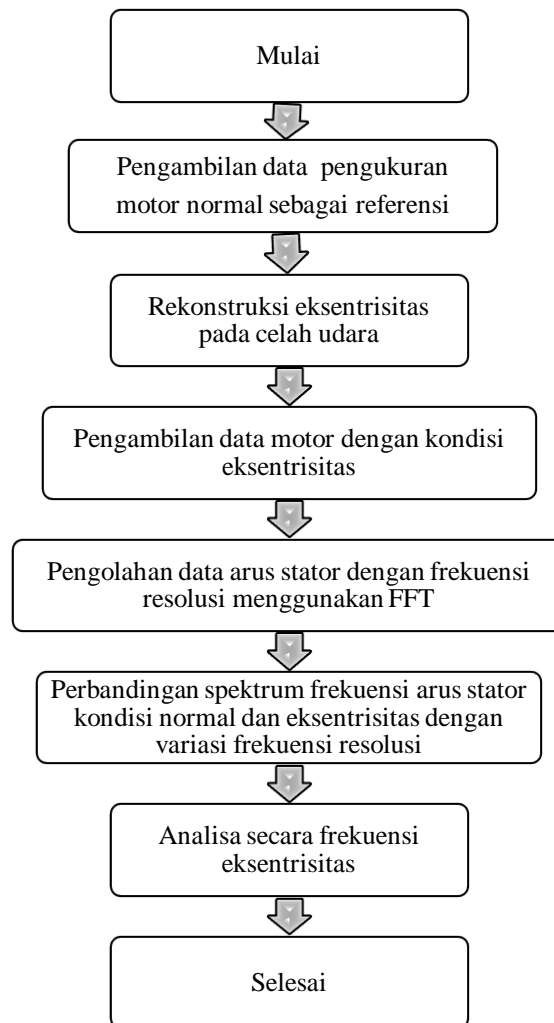 Mulai
Pengambilan data pengukuran
motor normal sebagai referensi
Rekonstruksi eksentrisitas
pada celah udara
Pengambilan data motor dengan kondisi
eksentrisitas
Pengolahan data arus stator dengan frekuensi
resolusi menggunakan FFT
Perbandingan spektrum frekuensi arus stator
kondisi normal dan eksentrisitas dengan
variasi frekuensi resolusi
Analisa secara frekuensi
eksentrisitas
Selesai